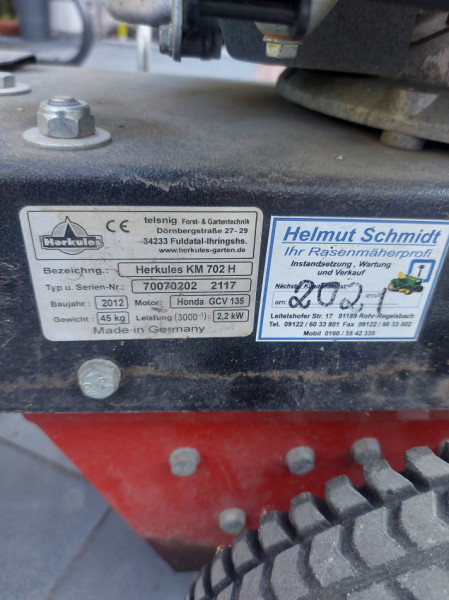 Herkules
CE
telsnig Forst- & Gartentechnik
Dörnbergstraße 27 - 29
34233 Fuldatal-Ihringshs.
www.herkules-garten.de
Bezeichng.: Herkules KM 702 H
Typ u. Serien-Nr.: 70070202 2117
Baujahr: 2012 Motor: Honda GCV 135
Gewicht: 45 kg Leistung (3000⁻¹): 2,2 kW
Made in Germany
Helmut Schmidt
Ihr Rasenmäherprofi
Instandsetzung, Wartung
und Verkauf
am: 2021
Leitelshofer Str. 17 91189 Rohr-Regelsbach
Tel. 09122 / 60 33 801 Fax 09122 / 60 33 802
Mobil 0160 / 55 42 339